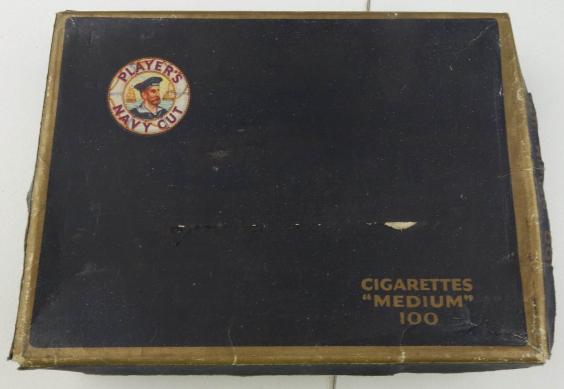 PLAYER'S
NAVY CUT
CIGARETTES
"MEDIUM"
100